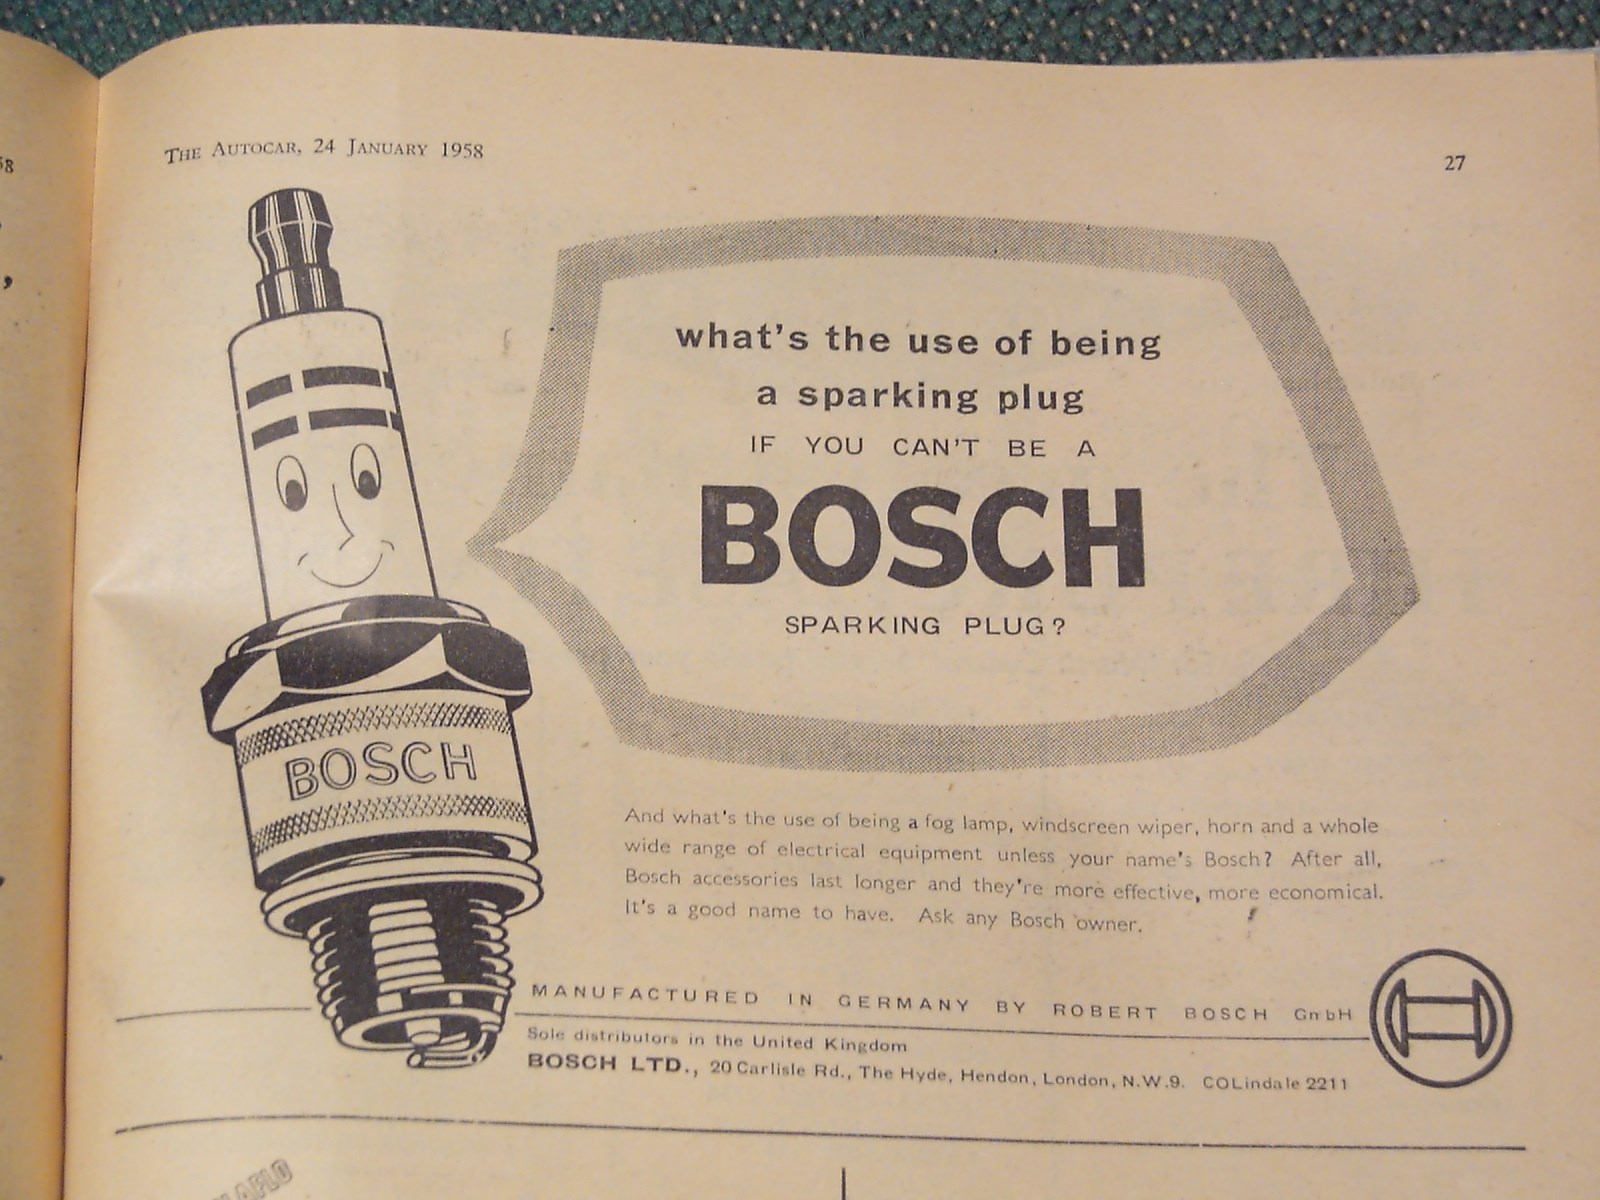 THE AUTOCAR, 24 JANUARY 1958
27
what's the use of being
a sparking plug
IF YOU CAN'T BE A
BOSCH
SPARKING PLUG?
BOSCH
And what's the use of being a fog lamp, windscreen wiper, horn and a whole
wide range of electrical equipment unless your name's Bosch? After all,
Bosch accessories last longer and they're more effective, more economical.
It's a good name to have. Ask any Bosch owner.
MANUFACTURED IN GERMANY BY ROBERT BOSCH GmbH
Sole distributors in the United Kingdom
BOSCH LTD., 20 Carlisle Rd., The Hyde, Hendon, London, N.W.9. COLindale 2211